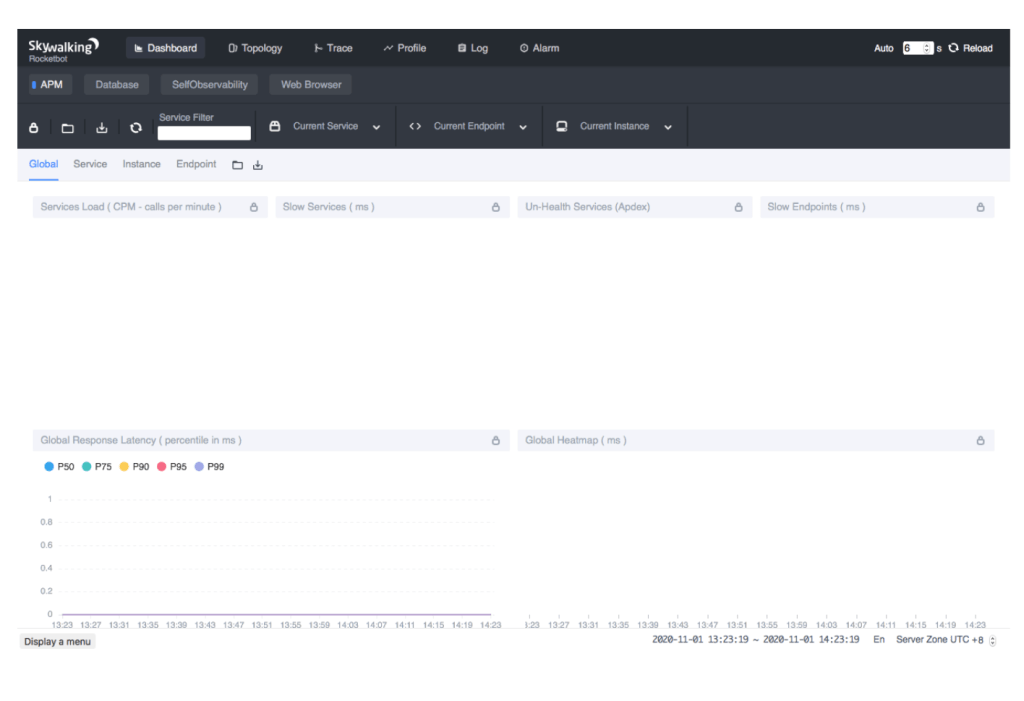 Skywalking
Rocketbot
Dashboard Topology Trace Profile Log Alarm Auto 6 s Reload
APM Database SelfObservability Web Browser
Service Filter
Current Service Current Endpoint Current Instance
Global Service Instance Endpoint
Services Load ( CPM - calls per minute ) Slow Services ( ms ) Un-Health Services (Apdex) Slow Endpoints ( ms )
Global Response Latency ( percentile in ms ) Global Heatmap ( ms )
P50 P75 P90 P95 P99
1
0.8
0.6
0.4
0.2
0
13:23 13:27 13:31 13:35 13:39 13:43 13:47 13:51 13:55 13:59 14:03 14:07 14:11 14:15 14:19 14:23 13:27 13:31 13:35 13:39 13:43 13:47 13:51 13:55 13:59 14:03 14:07 14:11 14:15 14:19 14:23
Display a menu 2020-11-01 13:23:19 ~ 2020-11-01 14:23:19 En Server Zone UTC +8